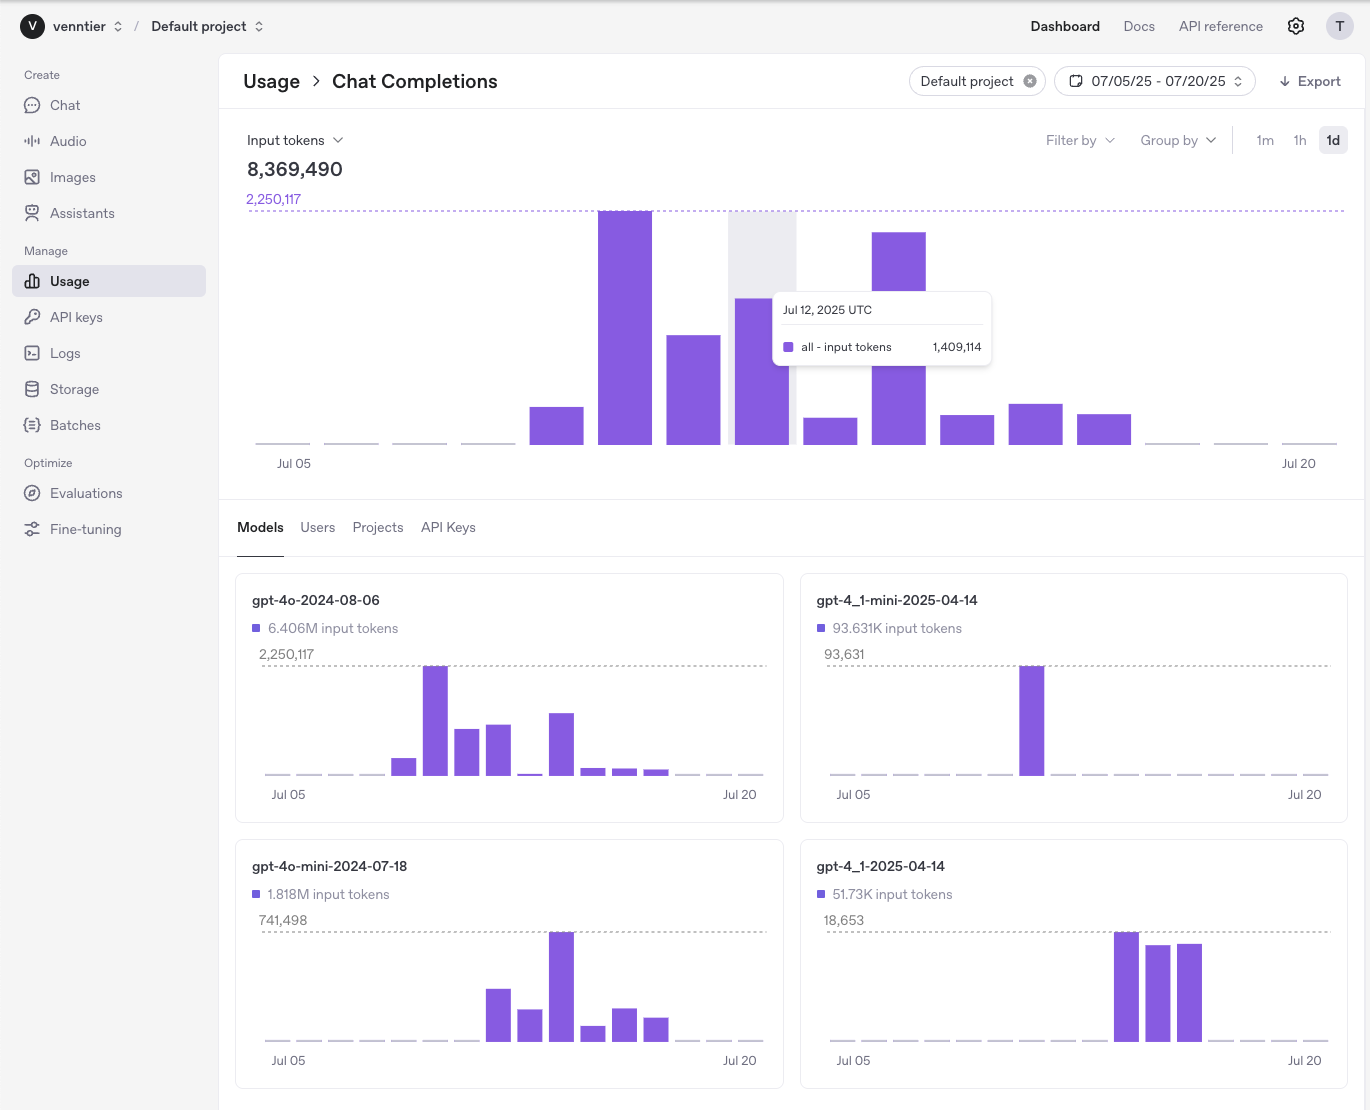 V venntier / Default project
Dashboard Docs API reference T
Create
Chat
Audio
Images
Assistants
Manage
Usage
API keys
Logs
Storage
Batches
Optimize
Evaluations
Fine-tuning
Usage > Chat Completions
Default project 07/05/25 - 07/20/25 Export
Input tokens Filter by Group by 1m 1h 1d
8,369,490
2,250,117
Jul 12, 2025 UTC
all - input tokens 1,409,114
Jul 05 Jul 20
Models Users Projects API Keys
gpt-4o-2024-08-06
6.406M input tokens
2,250,117
Jul 05 Jul 20
gpt-4_1-mini-2025-04-14
93.631K input tokens
93,631
Jul 05 Jul 20
gpt-4o-mini-2024-07-18
1.818M input tokens
741,498
Jul 05 Jul 20
gpt-4_1-2025-04-14
51.73K input tokens
18,653
Jul 05 Jul 20